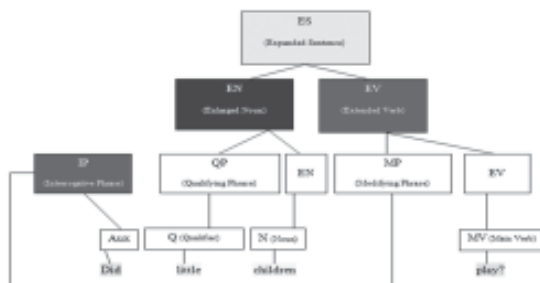 ES
(Expanded Sentence)
EN
(Enlarged Noun)
EV
(Extended Verb)
IP
(Interrogative Phrase)
QP
(Qualifying Phrase)
EN
MP
(Modifying Phrase)
EV
Aux
Q (Qualifier)
N (Noun)
MV (Main Verb)
Did
little
children
play?